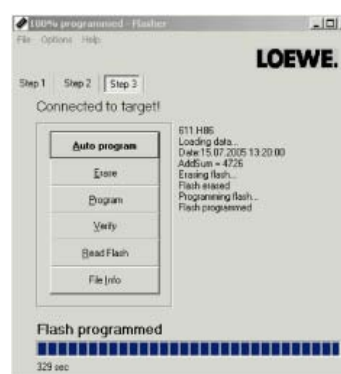 100% programmed - Flasher
File Options Help
LOEWE.
Step 1 Step 2 Step 3
Connected to target!
Auto program
Erase
Program
Verify
Read Flash
File Info
611.H86
Loading data...
Date:15.07.2005 13:20:00
AddSum = 4726
Erasing flash...
Flash erased
Programming flash...
Flash programmed
Flash programmed
329 sec